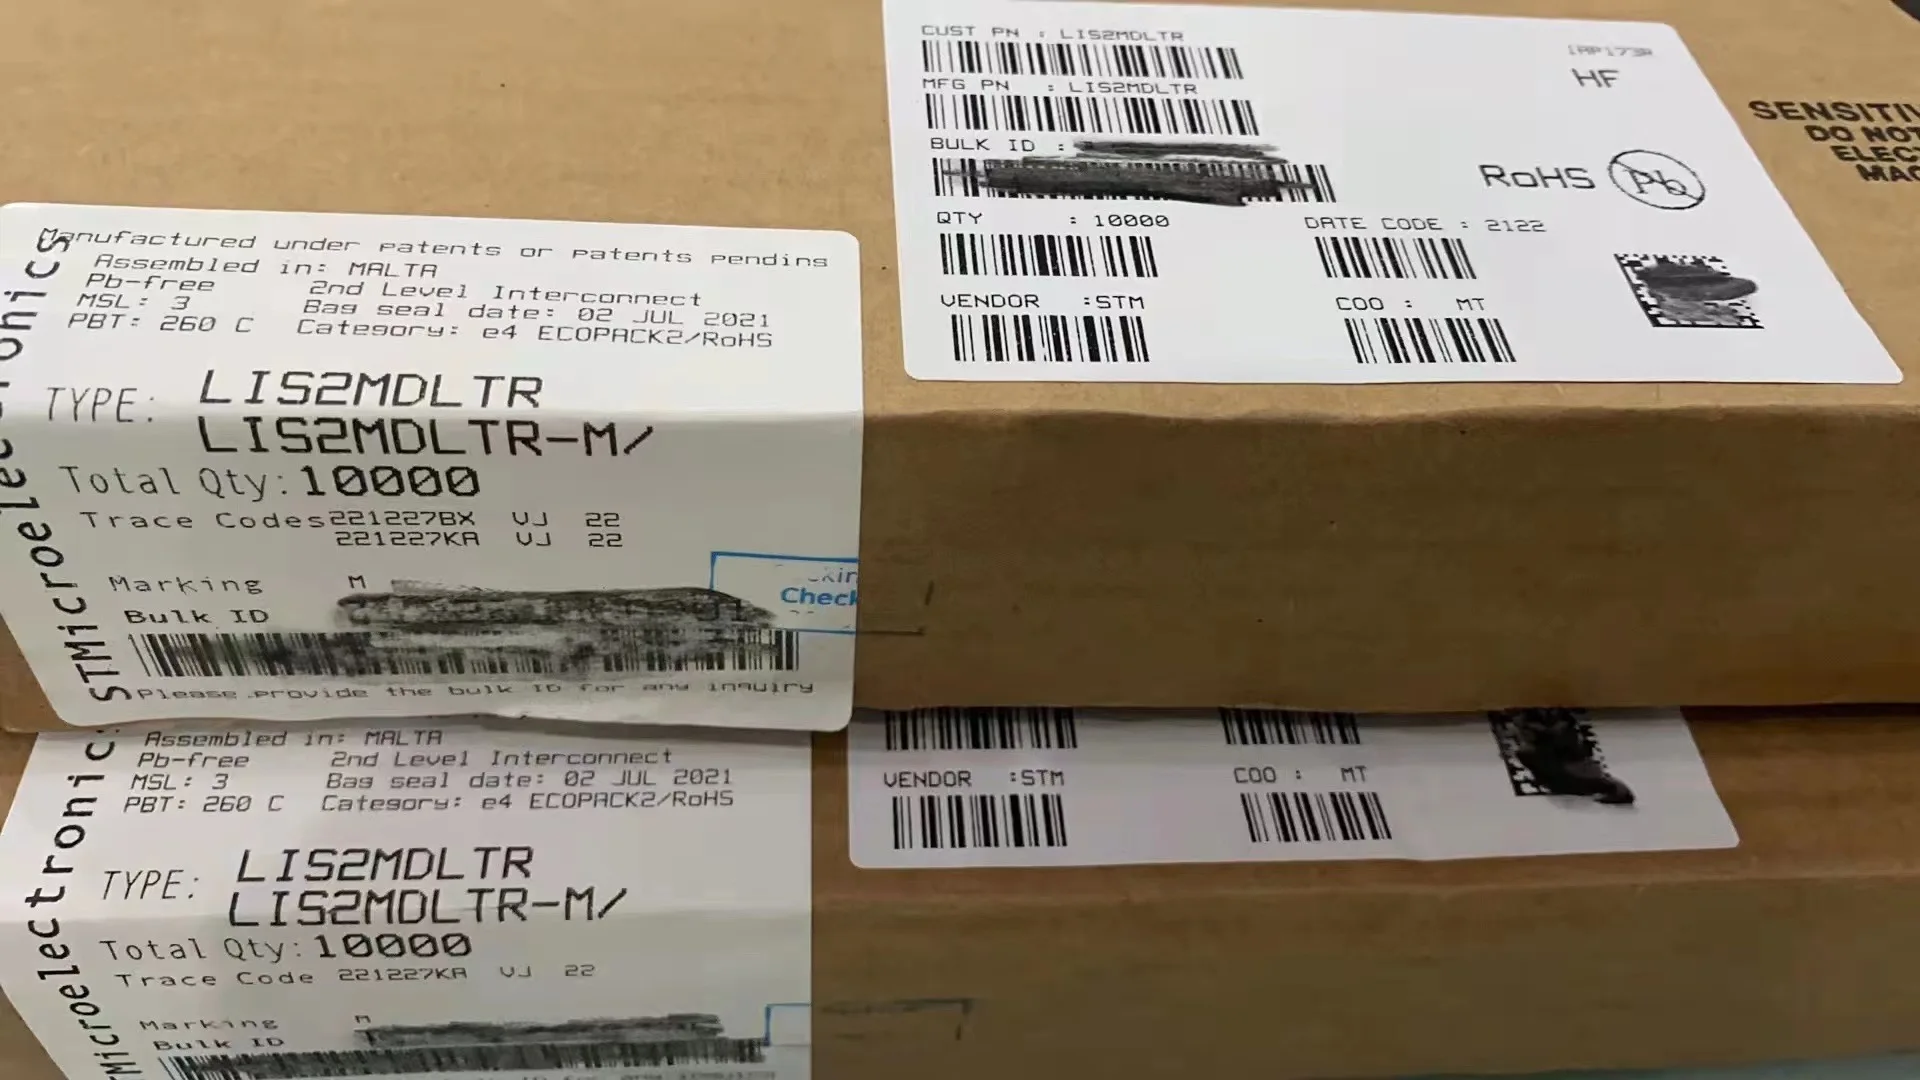 CUST PN : LIS2MDLTR
MFG PN : LIS2MDLTR
BULK ID :
QTY : 10000
DATE CODE : 2122
VENDOR :STM
COO : MT
1AP173R
HF
RoHS Pb
SENSITIV
DO NOT
ELEC
MAG
STMicroelectronics
Manufactured under patents or patents pending
Assembled in: MALTA
Pb-free 2nd Level Interconnect
MSL: 3 Bag seal date: 02 JUL 2021
PBT: 260 C Category: e4 ECOPACK2/RoHS
TYPE: LIS2MDLTR
LIS2MDLTR-M/
Total Qty: 10000
Trace Codes 221227BX VJ 22
221227KA VJ 22
Marking M
Bulk ID
Check
Please provide the bulk ID for any inquiry
VENDOR :STM
COO : MT
STMicroelectronics
Assembled in: MALTA
Pb-free 2nd Level Interconnect
MSL: 3 Bag seal date: 02 JUL 2021
PBT: 260 C Category: e4 ECOPACK2/RoHS
TYPE: LIS2MDLTR
LIS2MDLTR-M/
Total Qty: 10000
Trace Code 221227KA VJ 22
Marking M
Bulk ID